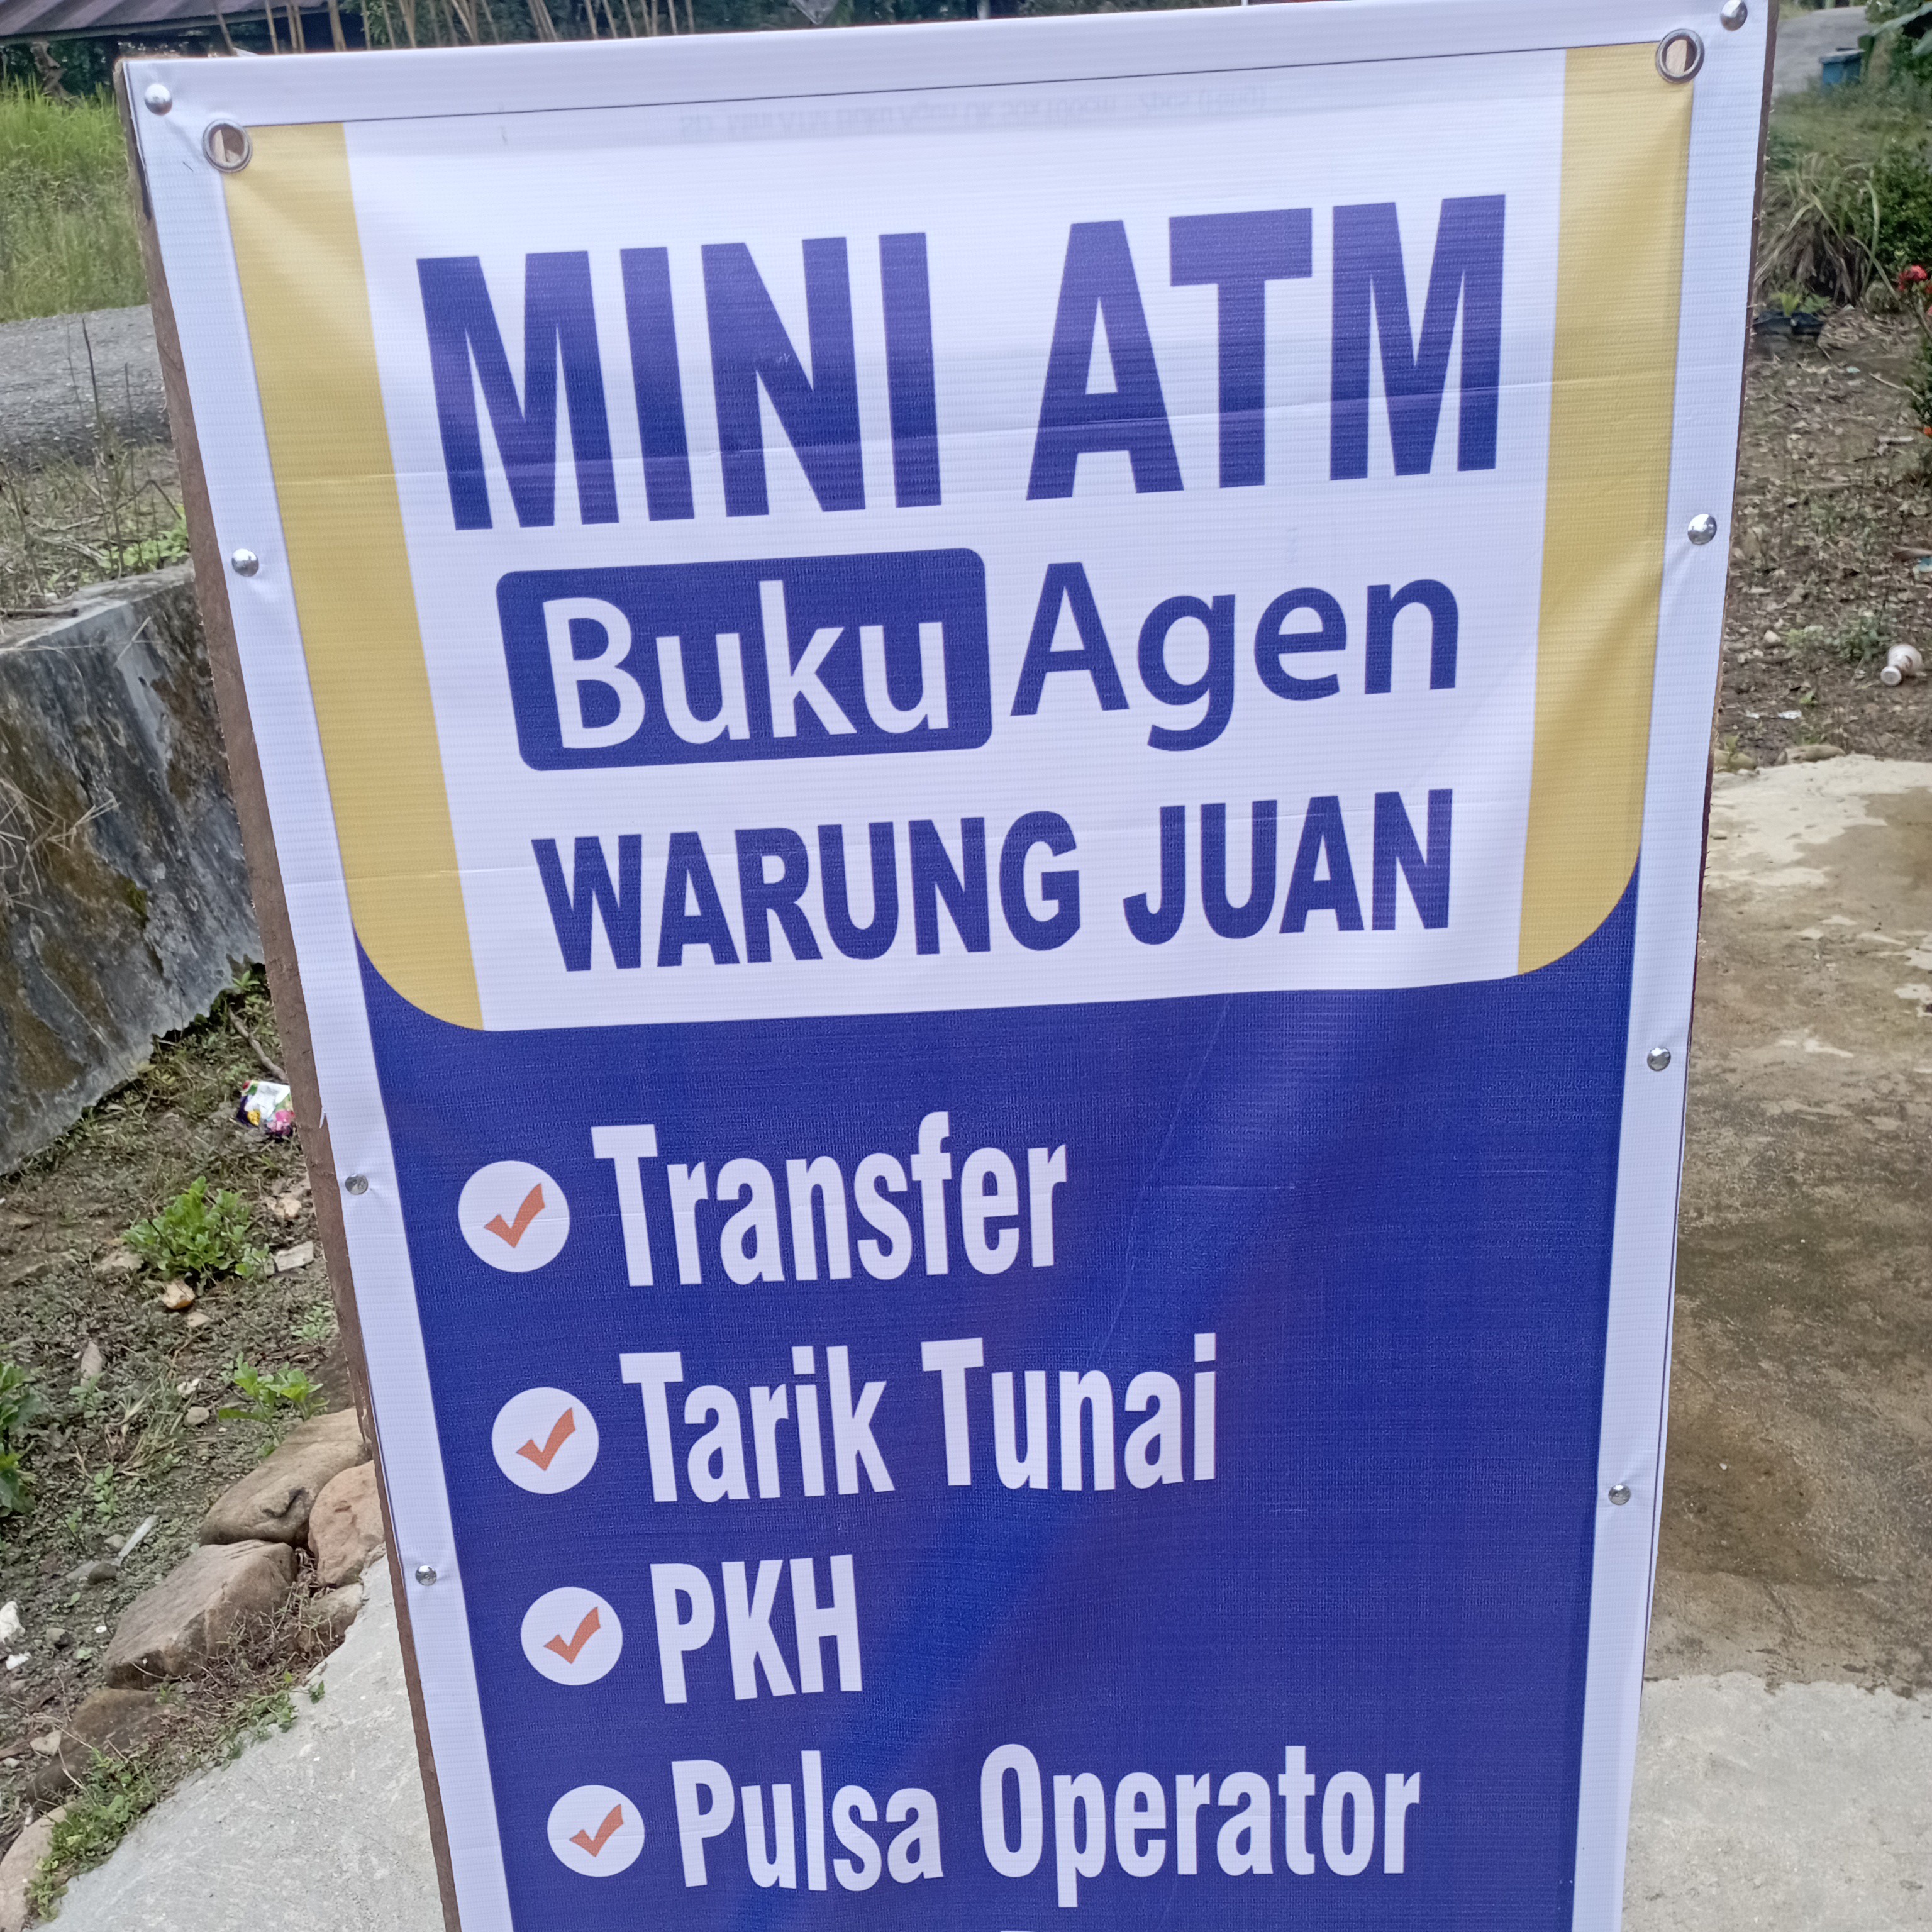 MINI ATM
Buku Agen
WARUNG JUAN
Transfer
Tarik Tunai
PKH
Pulsa Operator